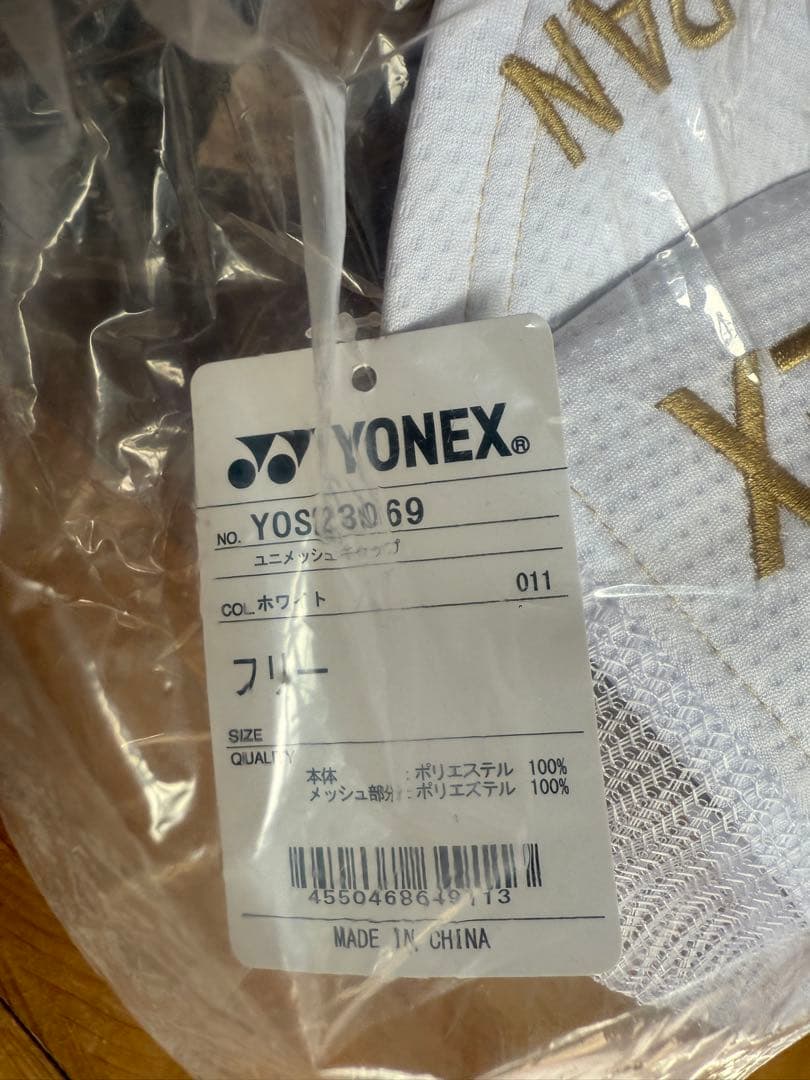 PAN
X
YONEX®
NO. YOS23069
ユニメッシュキャップ
COL. ホワイト 011
フリー
SIZE
QUALITY
本体 : ポリエステル 100%
メッシュ部分 : ポリエステル 100%
4550468649113
MADE IN CHINA